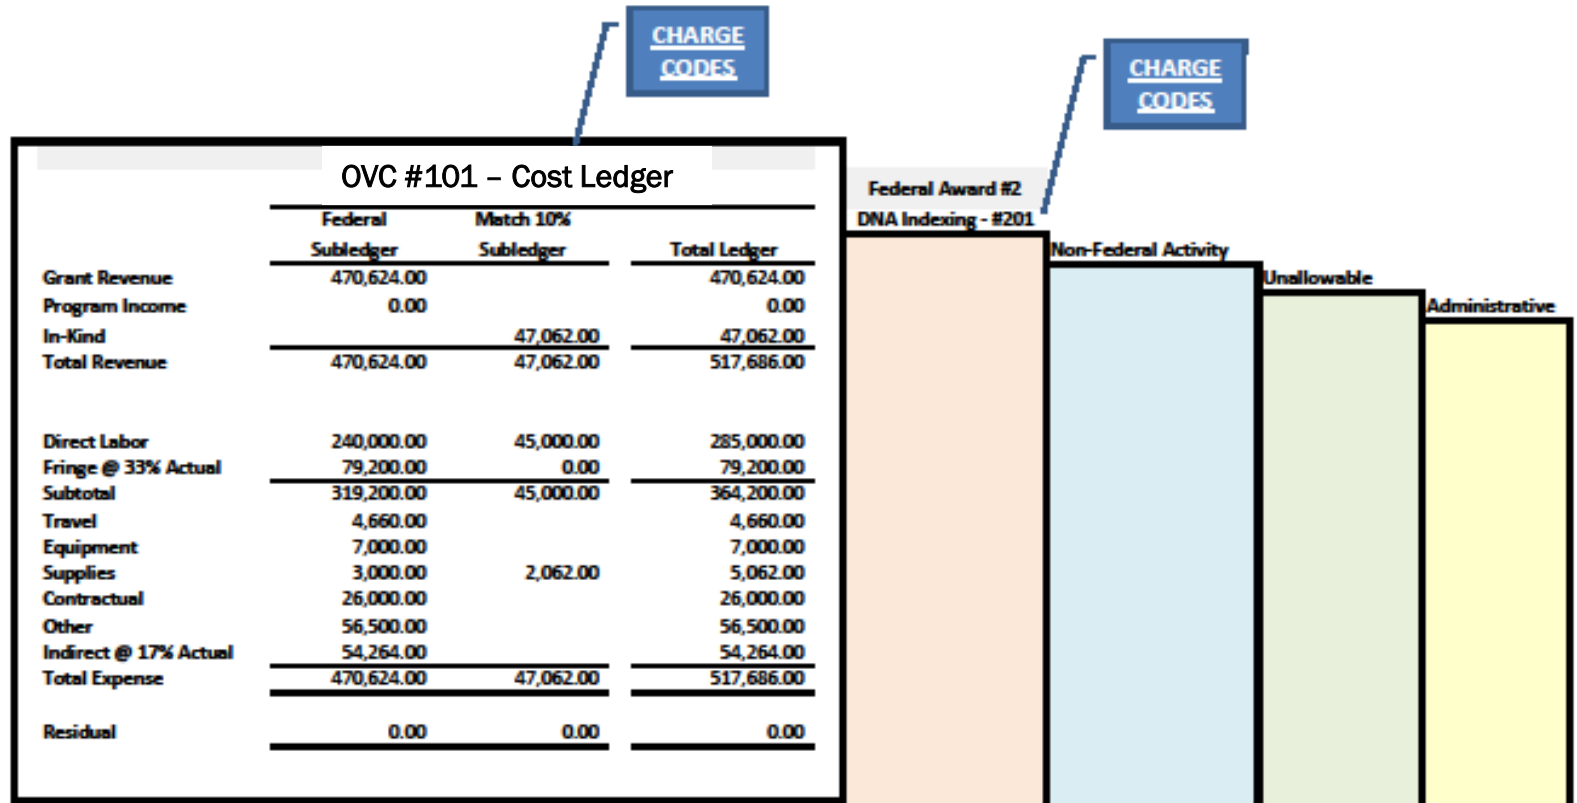 CHARGE
CODES
CHARGE
CODES
OVC #101 – Cost Ledger
Federal Award #2
DNA Indexing - #201
Federal Match 10%
Subledger Subledger Total Ledger
Non-Federal Activity
Unallowable
Administrative
Grant Revenue 470,624.00 470,624.00
Program Income 0.00 0.00
In-Kind 47,062.00 47,062.00
Total Revenue 470,624.00 47,062.00 517,686.00
Direct Labor 240,000.00 45,000.00 285,000.00
Fringe @ 33% Actual 79,200.00 0.00 79,200.00
Subtotal 319,200.00 45,000.00 364,200.00
Travel 4,660.00 4,660.00
Equipment 7,000.00 7,000.00
Supplies 3,000.00 2,062.00 5,062.00
Contractual 26,000.00 26,000.00
Other 56,500.00 56,500.00
Indirect @ 17% Actual 54,264.00 54,264.00
Total Expense 470,624.00 47,062.00 517,686.00
Residual 0.00 0.00 0.00